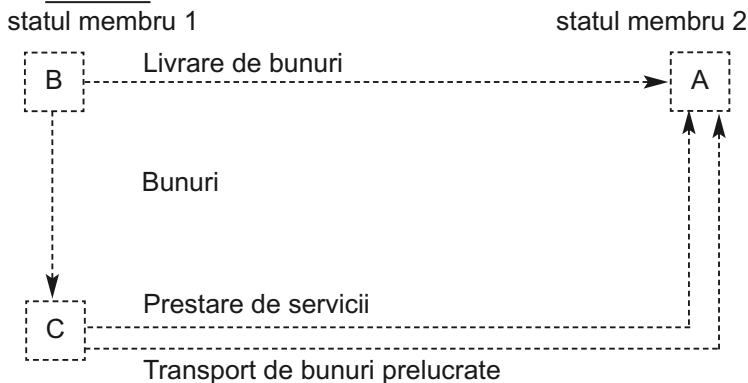 statul membru 1 statul membru 2
B Livrare de bunuri A
Bunuri
Prestare de servicii
C
Transport de bunuri prelucrate